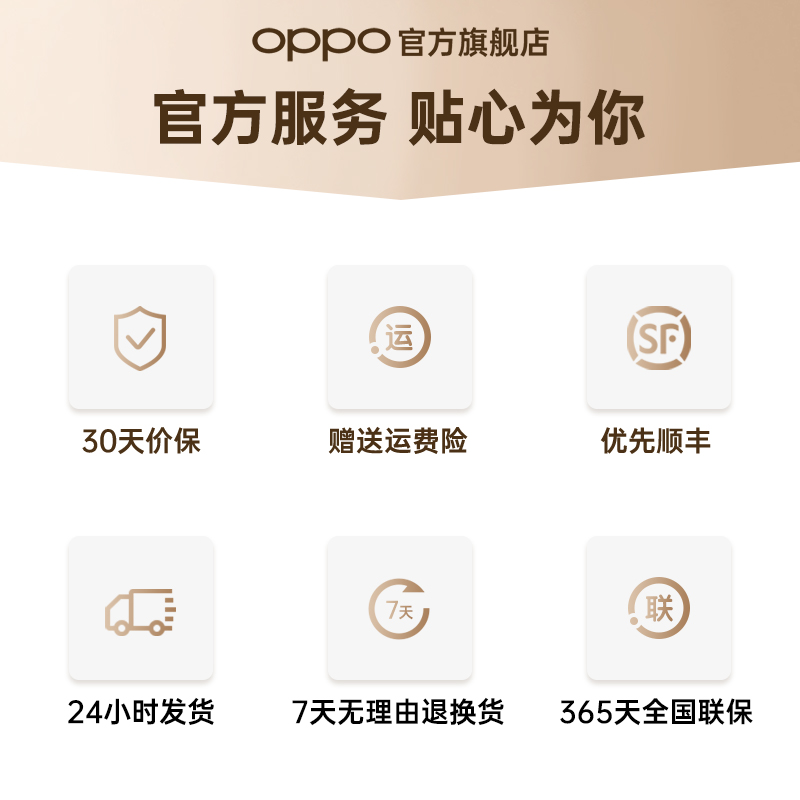 oppo 官方旗舰店
官方服务 贴心为你
运
SF
30天价保
赠送运费险
优先顺丰
7天
联
24小时发货
7天无理由退换货
365天全国联保